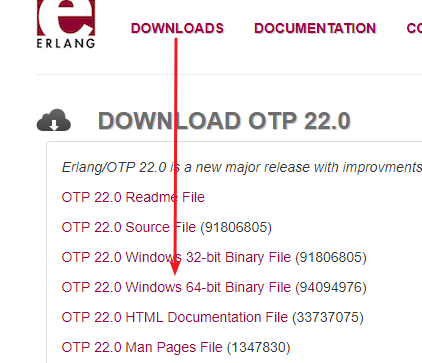 e
ERLANG
DOWNLOADS DOCUMENTATION CO
DOWNLOAD OTP 22.0
Erlang/OTP 22.0 is a new major release with improvments
OTP 22.0 Readme File
OTP 22.0 Source File (91806805)
OTP 22.0 Windows 32-bit Binary File (91806805)
OTP 22.0 Windows 64-bit Binary File (94094976)
OTP 22.0 HTML Documentation File (33737075)
OTP 22.0 Man Pages File (1347830)